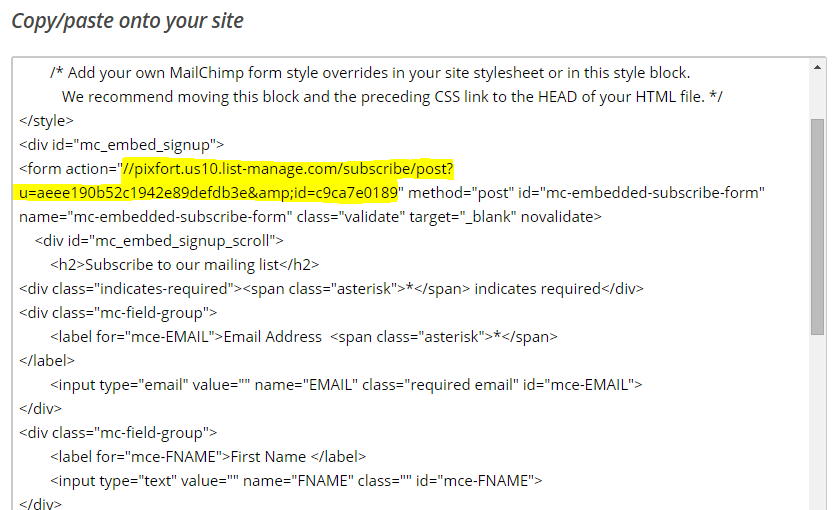 Copy/paste onto your site
/* Add your own MailChimp form style overrides in your site stylesheet or in this style block.
We recommend moving this block and the preceding CSS link to the HEAD of your HTML file. */
</style>
<div id="mc_embed_signup">
<form action="//pixfort.us10.list-manage.com/subscribe/post?
u=aeee190b52c1942e89defdb3e&amp;id=c9ca7e0189" method="post" id="mc-embedded-subscribe-form"
name="mc-embedded-subscribe-form" class="validate" target="_blank" novalidate>
<div id="mc_embed_signup_scroll">
<h2>Subscribe to our mailing list</h2>
<div class="indicates-required"><span class="asterisk">*</span> indicates required</div>
<div class="mc-field-group">
<label for="mce-EMAIL">Email Address  <span class="asterisk">*</span>
</label>
<input type="email" value="" name="EMAIL" class="required email" id="mce-EMAIL">
</div>
<div class="mc-field-group">
<label for="mce-FNAME">First Name </label>
<input type="text" value="" name="FNAME" class="" id="mce-FNAME">
</div>